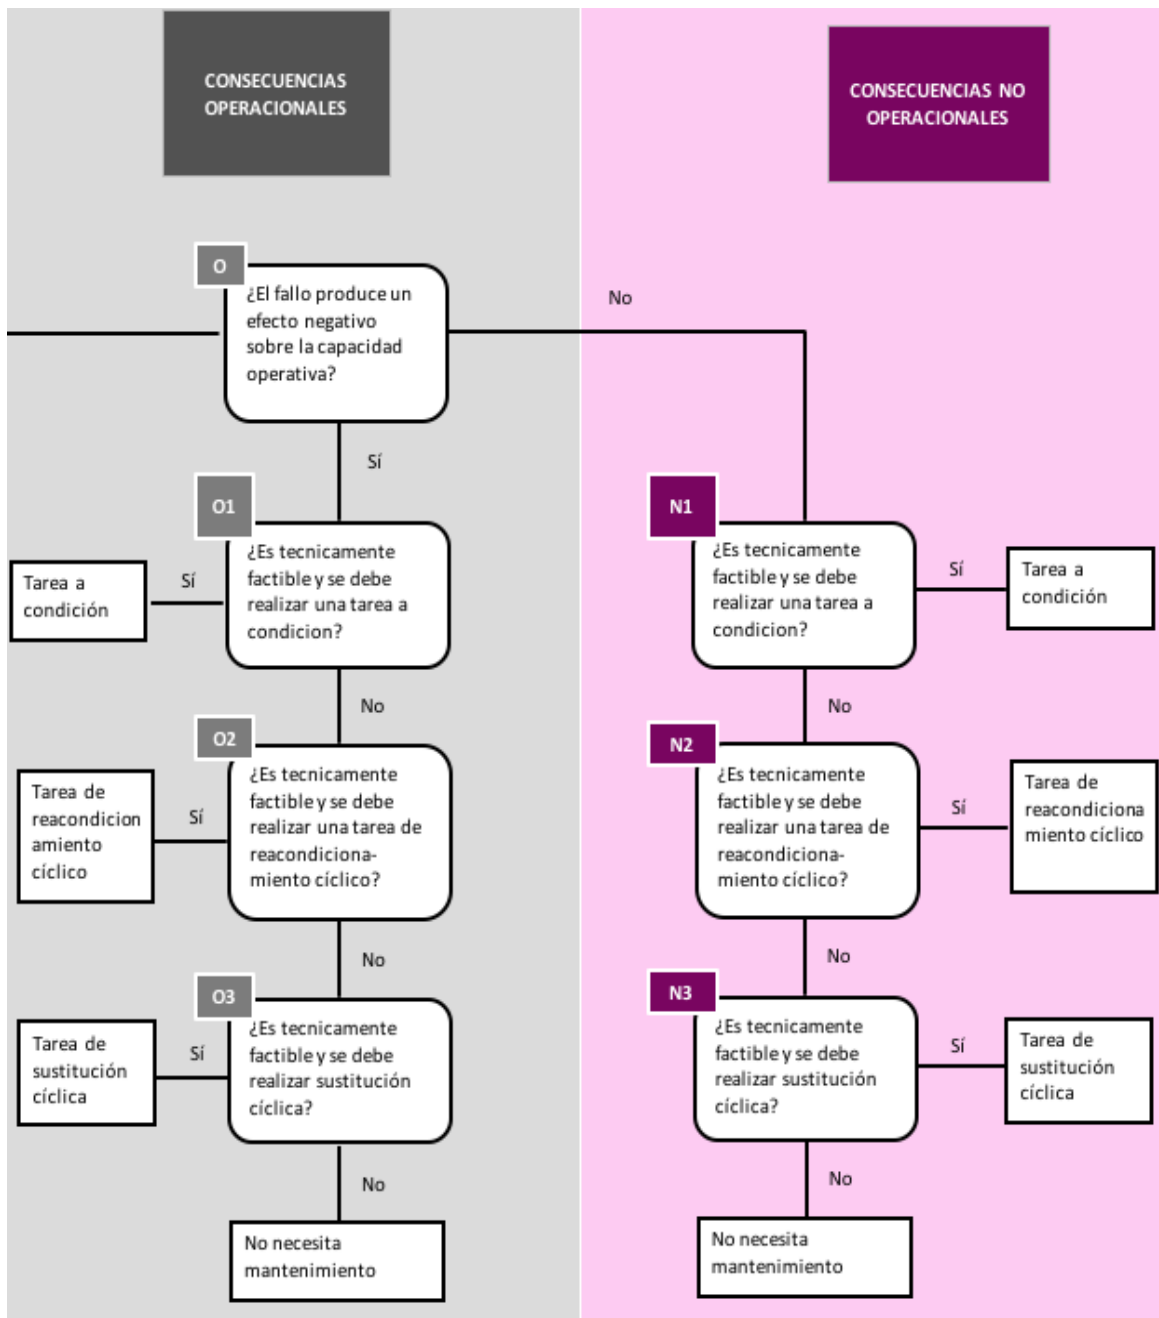 CONSECUENCIAS
OPERACIONALES
CONSECUENCIAS NO
OPERACIONALES
O
¿El fallo produce un
efecto negativo
sobre la capacidad
operativa?
No
Sí
O1
¿Es tecnicamente
factible y se debe
realizar una tarea a
condicion?
Sí
Tarea a
condición
N1
¿Es tecnicamente
factible y se debe
realizar una tarea a
condicion?
Sí
Tarea a
condición
No
No
O2
¿Es tecnicamente
factible y se debe
realizar una tarea de
reacondiciona-
miento cíclico?
Sí
Tarea de
reacondicion
amiento
cíclico
N2
¿Es tecnicamente
factible y se debe
realizar una tarea de
reacondiciona-
miento cíclico?
Sí
Tarea de
reacondiciona
miento cíclico
No
No
O3
¿Es tecnicamente
factible y se debe
realizar sustitución
cíclica?
Sí
Tarea de
sustitución
cíclica
N3
¿Es tecnicamente
factible y se debe
realizar sustitución
cíclica?
Sí
Tarea de
sustitución
cíclica
No
No
No necesita
mantenimiento
No necesita
mantenimiento